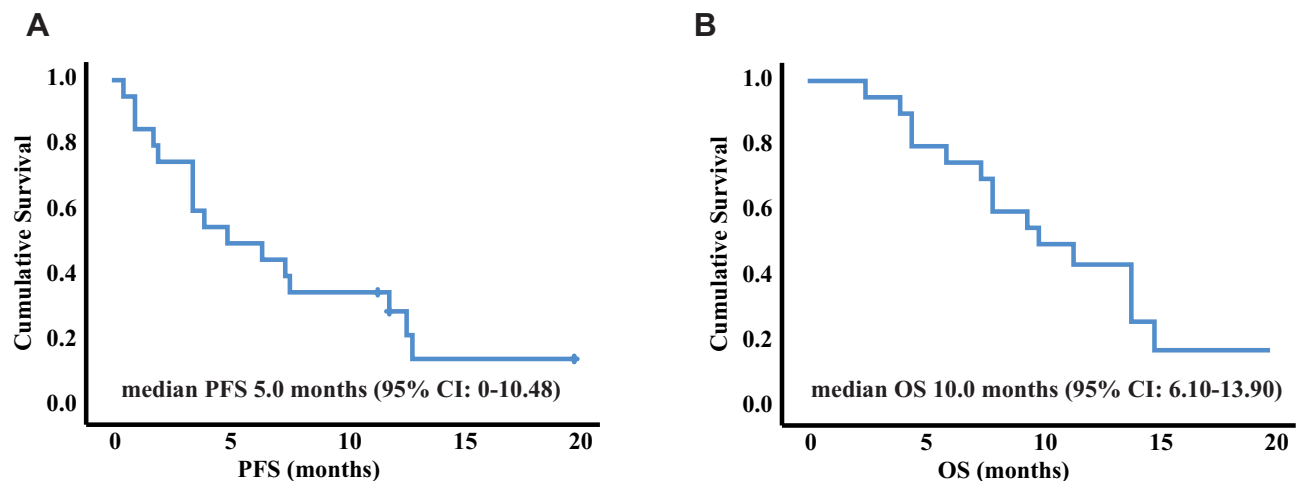 A
Cumulative Survival
1.0
0.8
0.6
0.4
0.2
0.0
median PFS 5.0 months (95% CI: 0-10.48)
0 5 10 15 20
PFS (months)
B
Cumulative Survival
1.0
0.8
0.6
0.4
0.2
0.0
median OS 10.0 months (95% CI: 6.10-13.90)
0 5 10 15 20
OS (months)